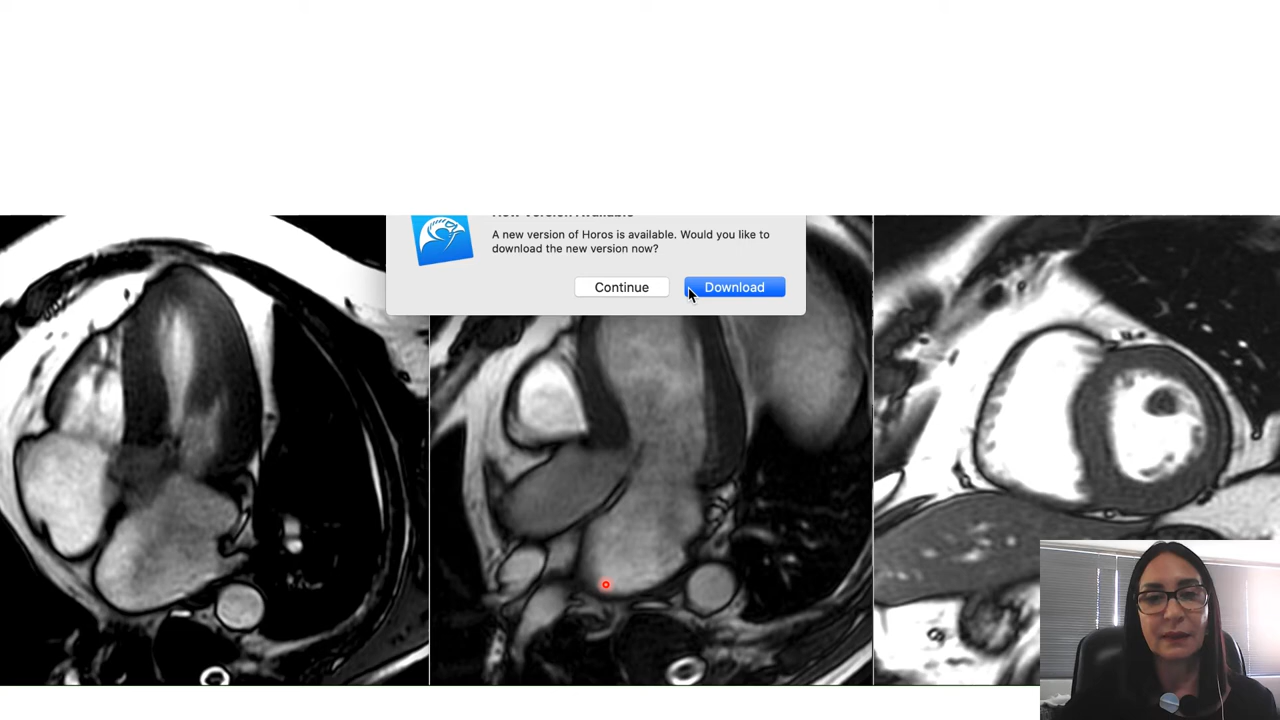 A new version of Horos is available. Would you like to
download the new version now?
Continue
Download